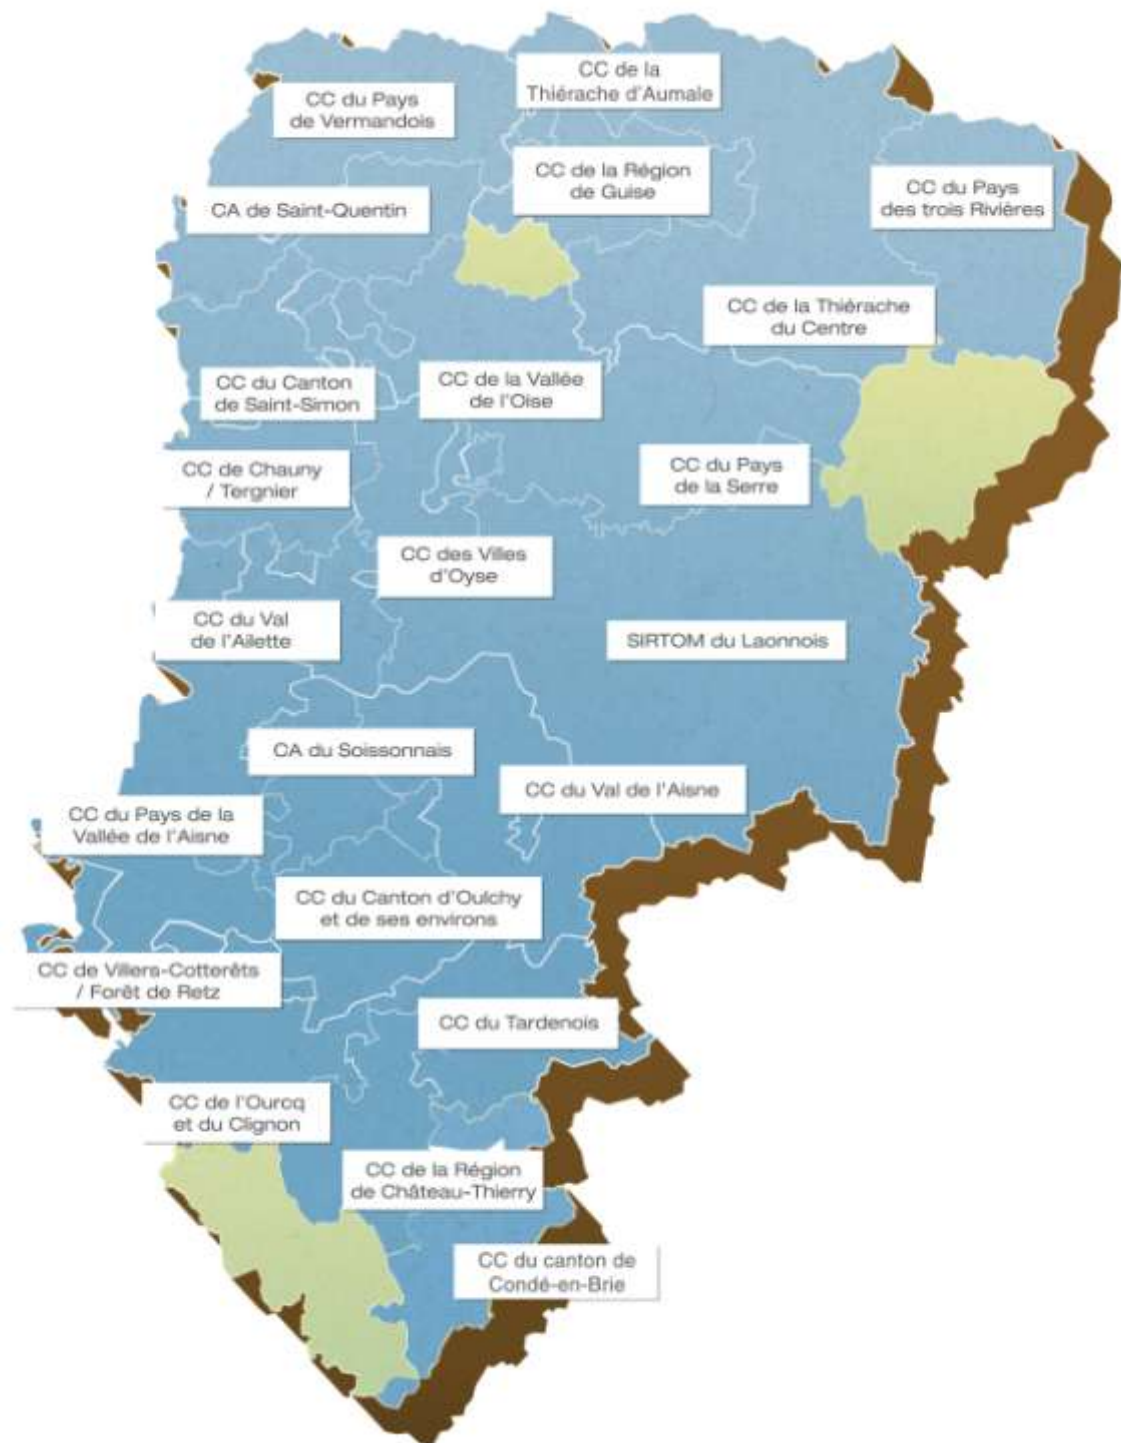 CC de la
Thiérache d'Aumale
CC du Pays
de Vermandois
CC de la Région
de Guise
CC du Pays
des trois Rivières
CA de Saint-Quentin
CC de la Thiérache
du Centre
CC du Canton
de Saint-Simon
CC de la Vallée
de l'Oise
CC de Chauny
/ Tergnier
CC du Pays
de la Serre
CC des Villes
d'Oyse
CC du Val
de l'Ailette
SIRTOM du Laonnois
CA du Soissonnais
CC du Val de l'Aisne
CC du Pays de la
Vallée de l'Aisne
CC du Canton d'Oulchy
et de ses environs
CC de Villers-Cotterêts
/ Forêt de Retz
CC du Tardenois
CC de l'Ourcq
et du Clignon
CC de la Région
de Château-Thierry
CC du canton de
Condé-en-Brie